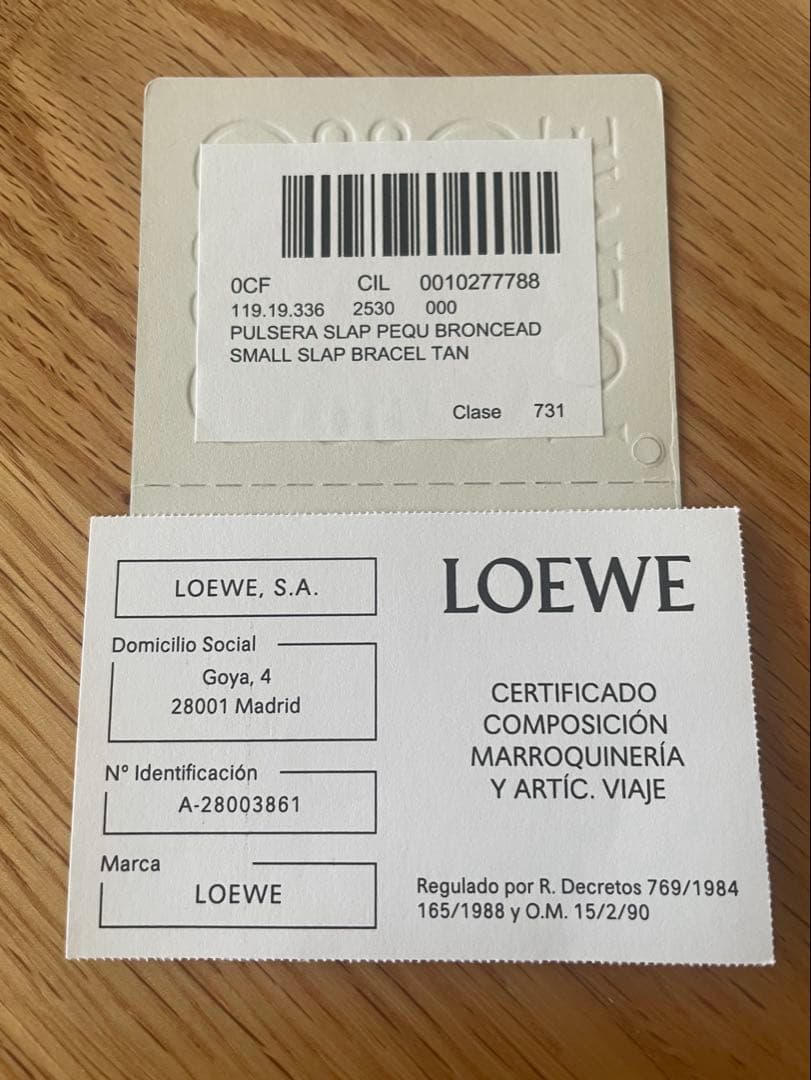 0CF CIL 0010277788
119.19.336 2530 000
PULSERA SLAP PEQU BRONCEAD
SMALL SLAP BRACEL TAN
Clase 731
LOEWE, S.A.
Domicilio Social
Goya, 4
28001 Madrid
Nº Identificación
A-28003861
Marca
LOEWE
LOEWE
CERTIFICADO
COMPOSICIÓN
MARROQUINERÍA
Y ARTÍC. VIAJE
Regulado por R. Decretos 769/1984
165/1988 y O.M. 15/2/90